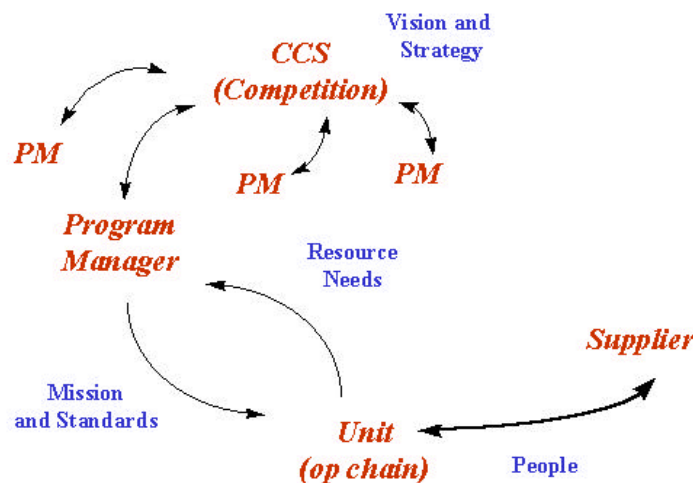 Vision and
Strategy
CCS
(Competition)
PM
PM
PM
Program
Manager
Resource
Needs
Supplier
Mission
and Standards
Unit
(op chain)
People